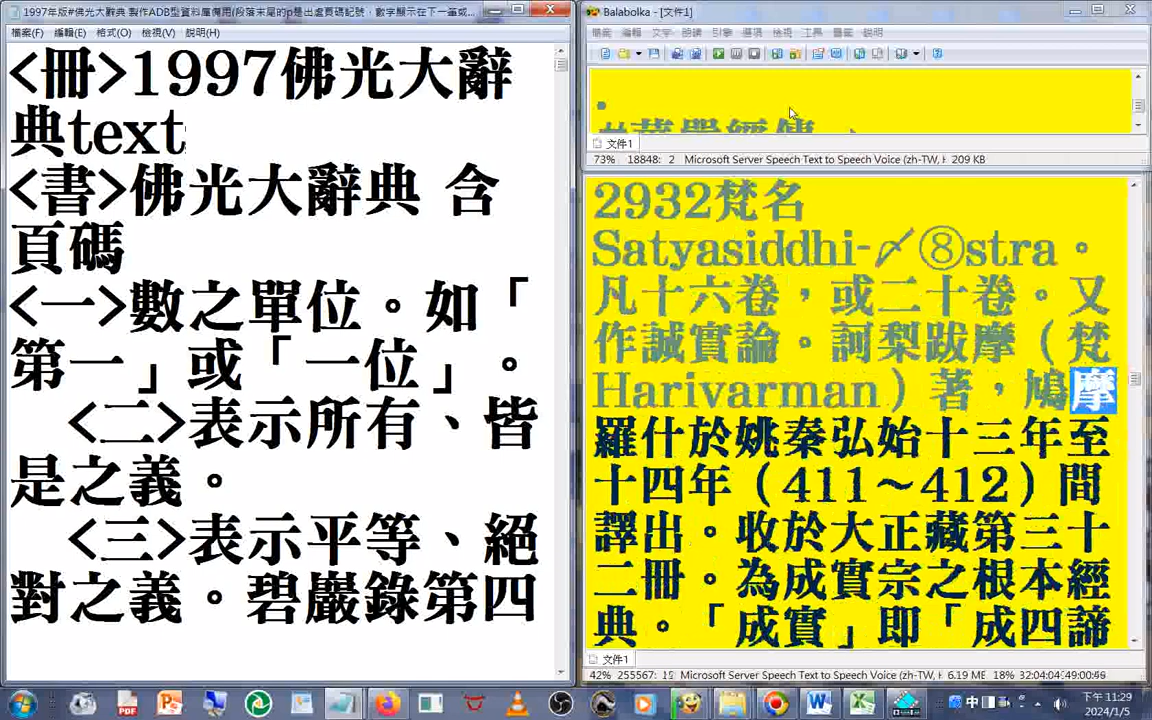 1997年版#佛光大辭典 製作ADB型資料庫備用(段落末尾的p是出處頁碼記號，數字顯示在下一筆或...
檔案(F) 編輯(E) 格式(O) 檢視(V) 說明(H)
<冊>1997佛光大辭
典text
<書>佛光大辭典 含
頁碼
<一>數之單位。如「
第一」或「一位」。
<二>表示所有、皆
是之義。
<三>表示平等、絕
對之義。碧巖錄第四
Balabolka - [文件1]
檔案 編輯 文字 朗讀 引擎 選項 檢視 工具 書籤 說明
文件1
73% 18848: 2 Microsoft Server Speech Text to Speech Voice (zh-TW, H 209 KB
2932梵名
Satyasiddhi-〆⑧stra。
凡十六卷，或二十卷。又
作誠實論。訶梨跋摩（梵
Harivarman）著，鳩摩
羅什於姚秦弘始十三年至
十四年（411～412）間
譯出。收於大正藏第三十
二冊。為成實宗之根本經
典。「成實」即「成四諦
文件1
42% 255567: 15 Microsoft Server Speech Text to Speech Voice (zh-TW, H 6.19 ME 18% 32:04:04
中
下午 11:29
2024/1/5